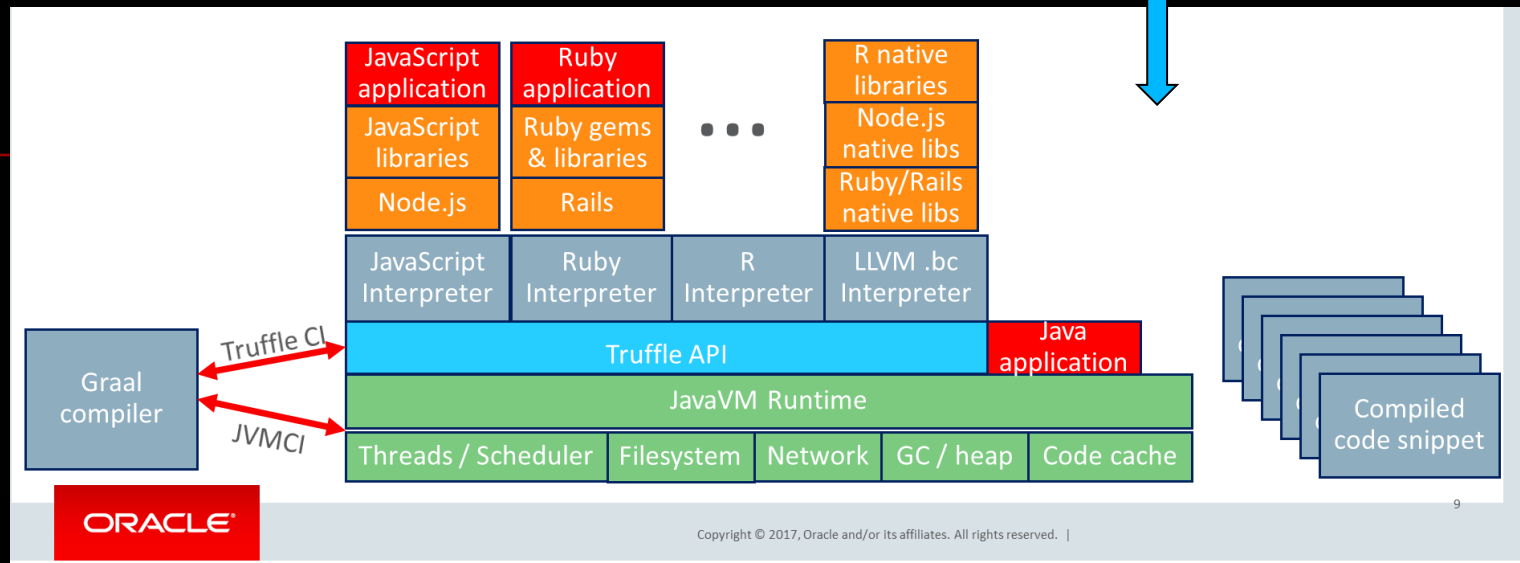 JavaScript
application
Ruby
application
R native
libraries
JavaScript
libraries
Ruby gems
& libraries
...
Node.js
native libs
Node.js
Rails
Ruby/Rails
native libs
JavaScript
Interpreter
Ruby
Interpreter
R
Interpreter
LLVM .bc
Interpreter
Truffle CI
Truffle API
Java
application
Graal
compiler
JavaVM Runtime
Compiled
code snippet
JVMCI
Threads / Scheduler
Filesystem
Network
GC / heap
Code cache
9
ORACLE®
Copyright © 2017, Oracle and/or its affiliates. All rights reserved. |